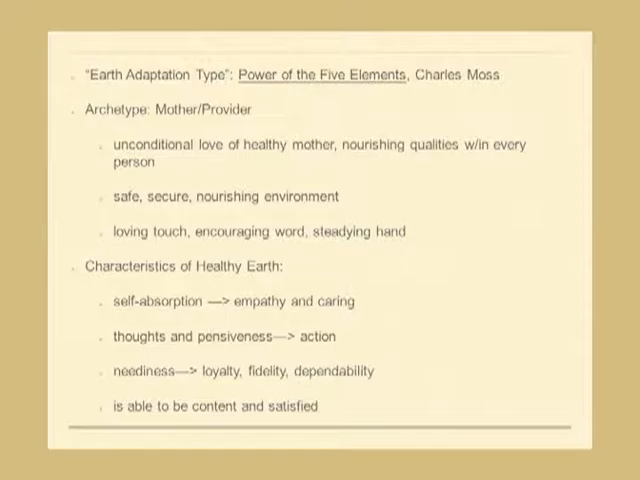 "Earth Adaptation Type": Power of the Five Elements, Charles Moss
Archetype: Mother/Provider
unconditional love of healthy mother, nourishing qualities w/in every
person
safe, secure, nourishing environment
loving touch, encouraging word, steadying hand
Characteristics of Healthy Earth:
self-absorption —> empathy and caring
thoughts and pensiveness—> action
neediness—> loyalty, fidelity, dependability
is able to be content and satisfied